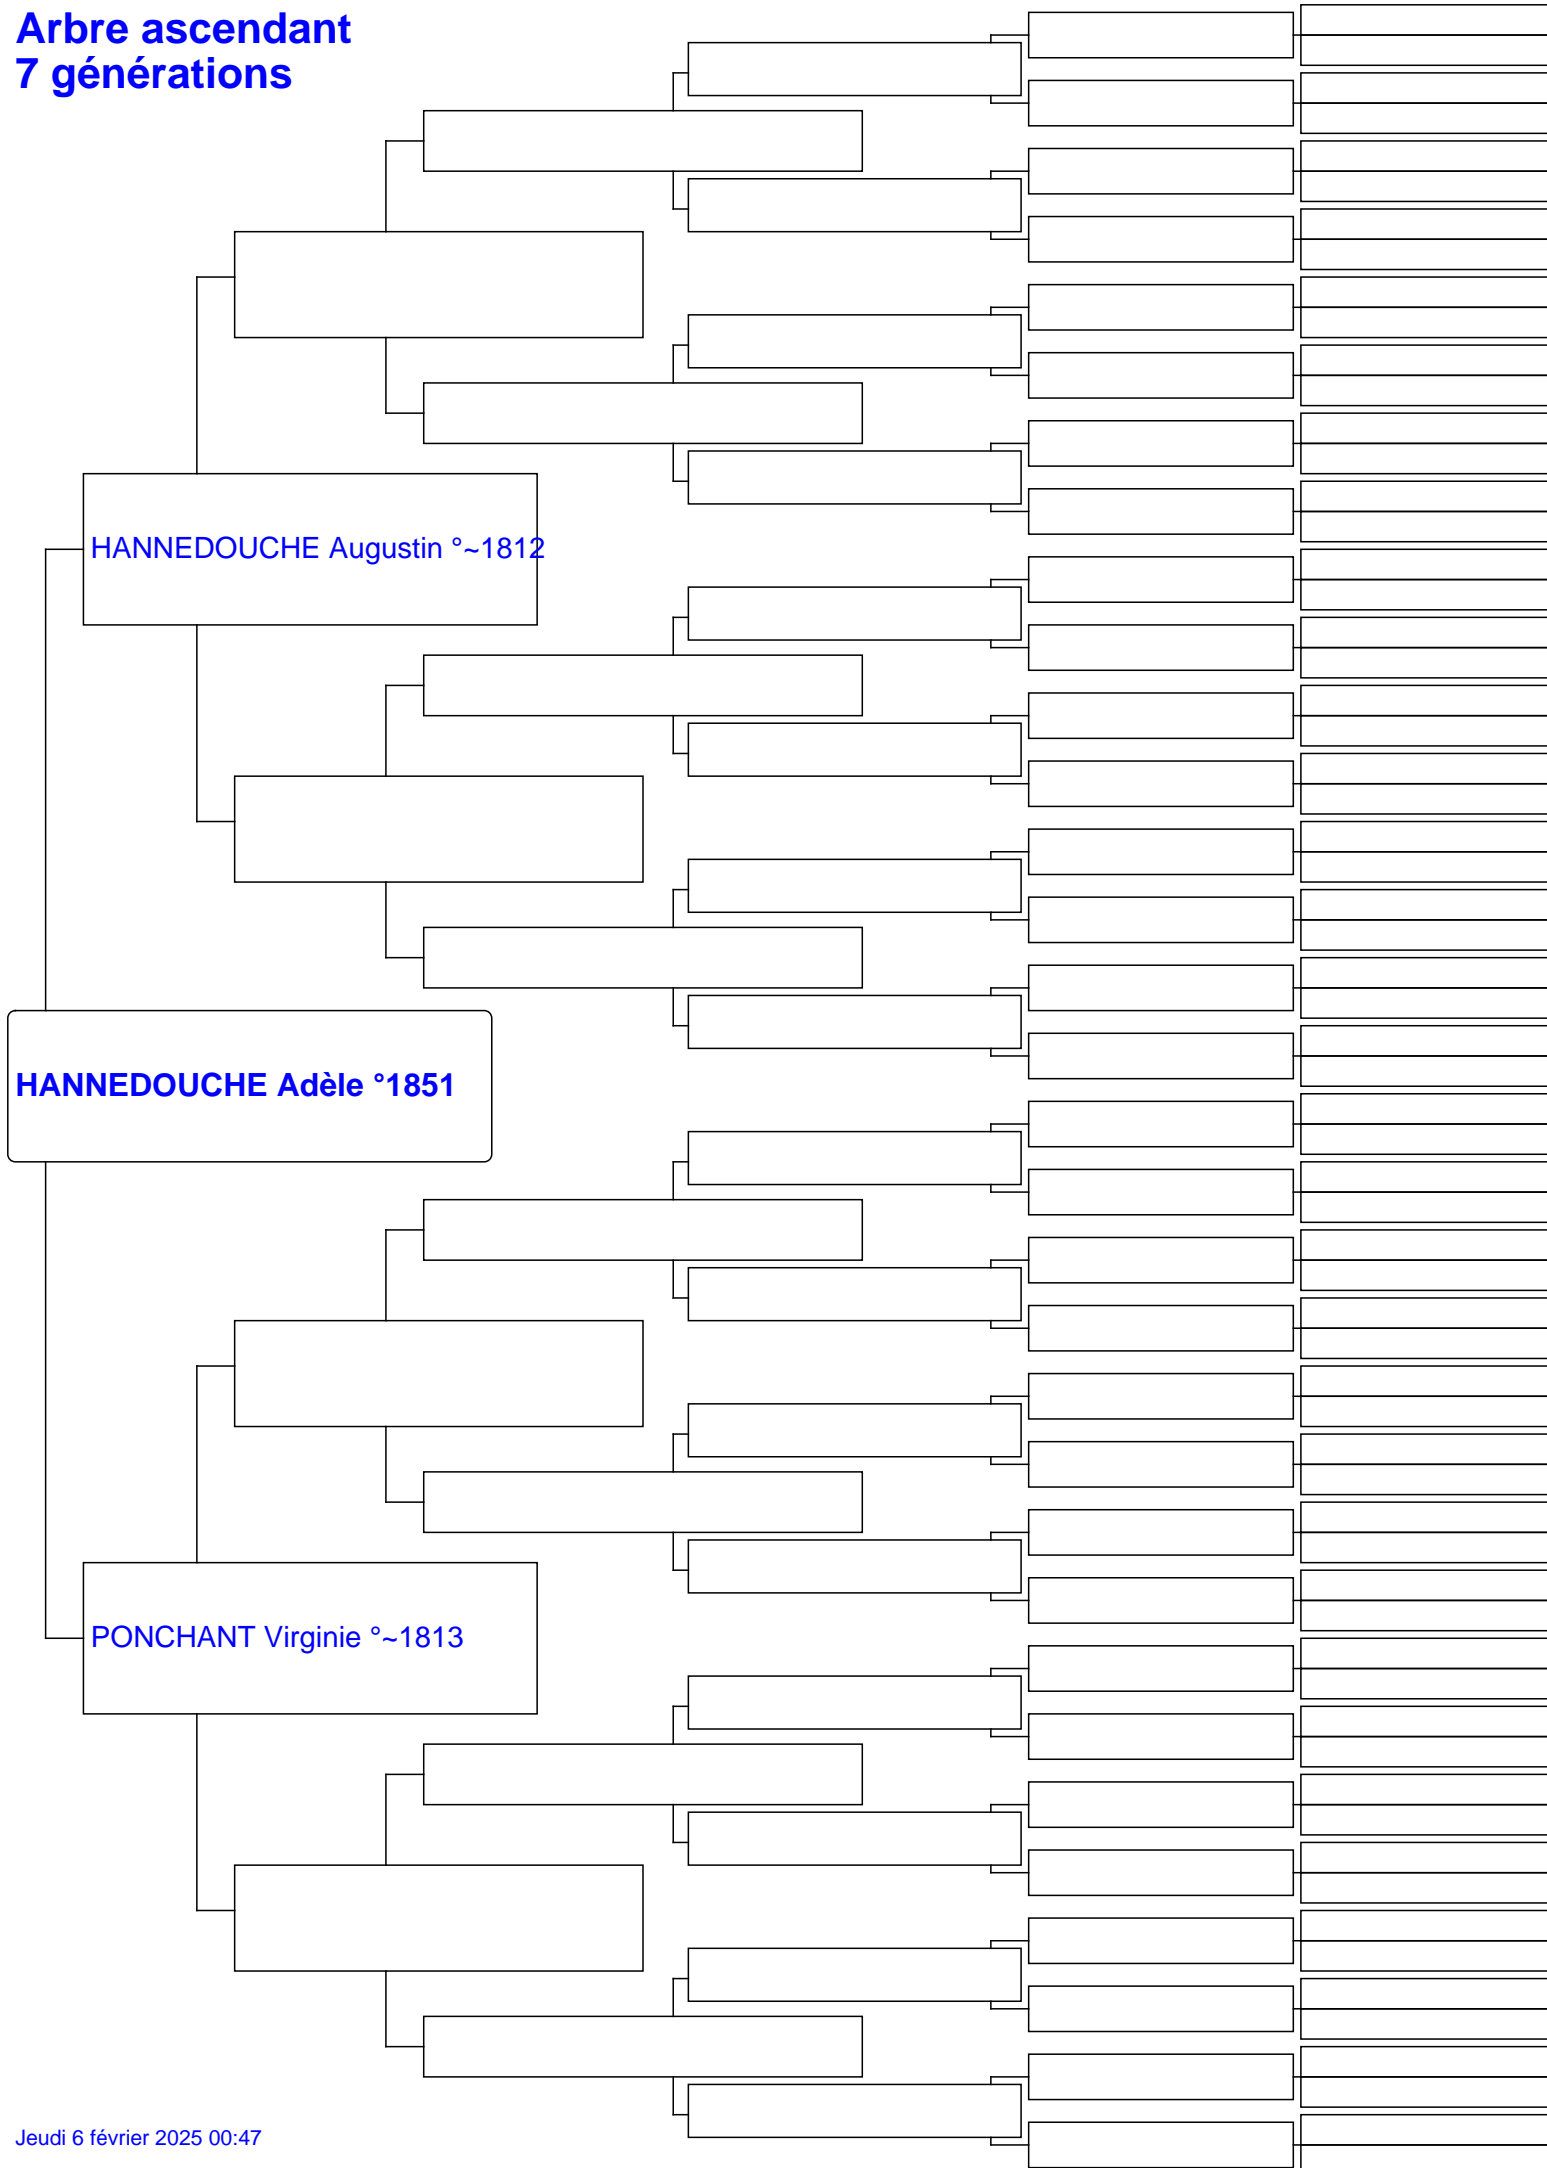 Arbre ascendant
7 générations
HANNEDOUCHE Augustin °~1812
HANNEDOUCHE Adèle °1851
PONCHANT Virginie °~1813
Jeudi 6 février 2025 00:47